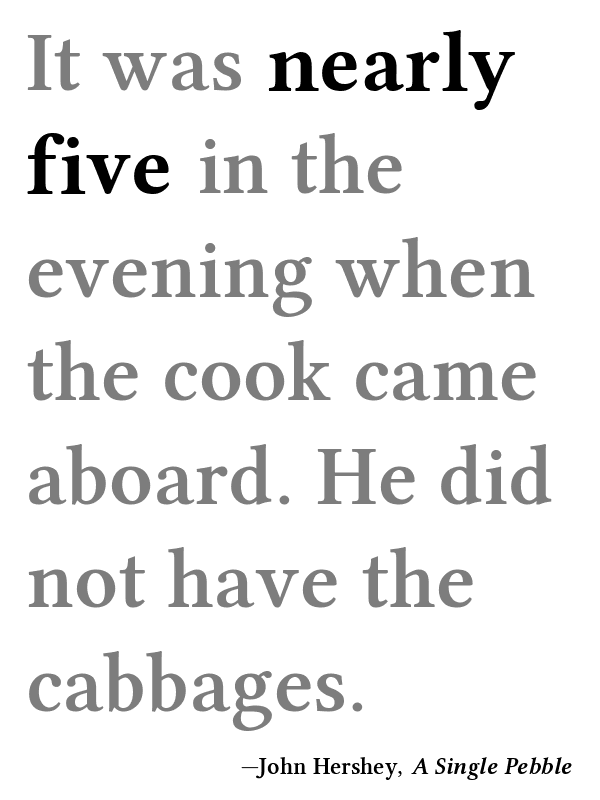 It was nearly
five in the
evening when
the cook came
aboard. He did
not have the
cabbages.
—John Hershey, A Single Pebble